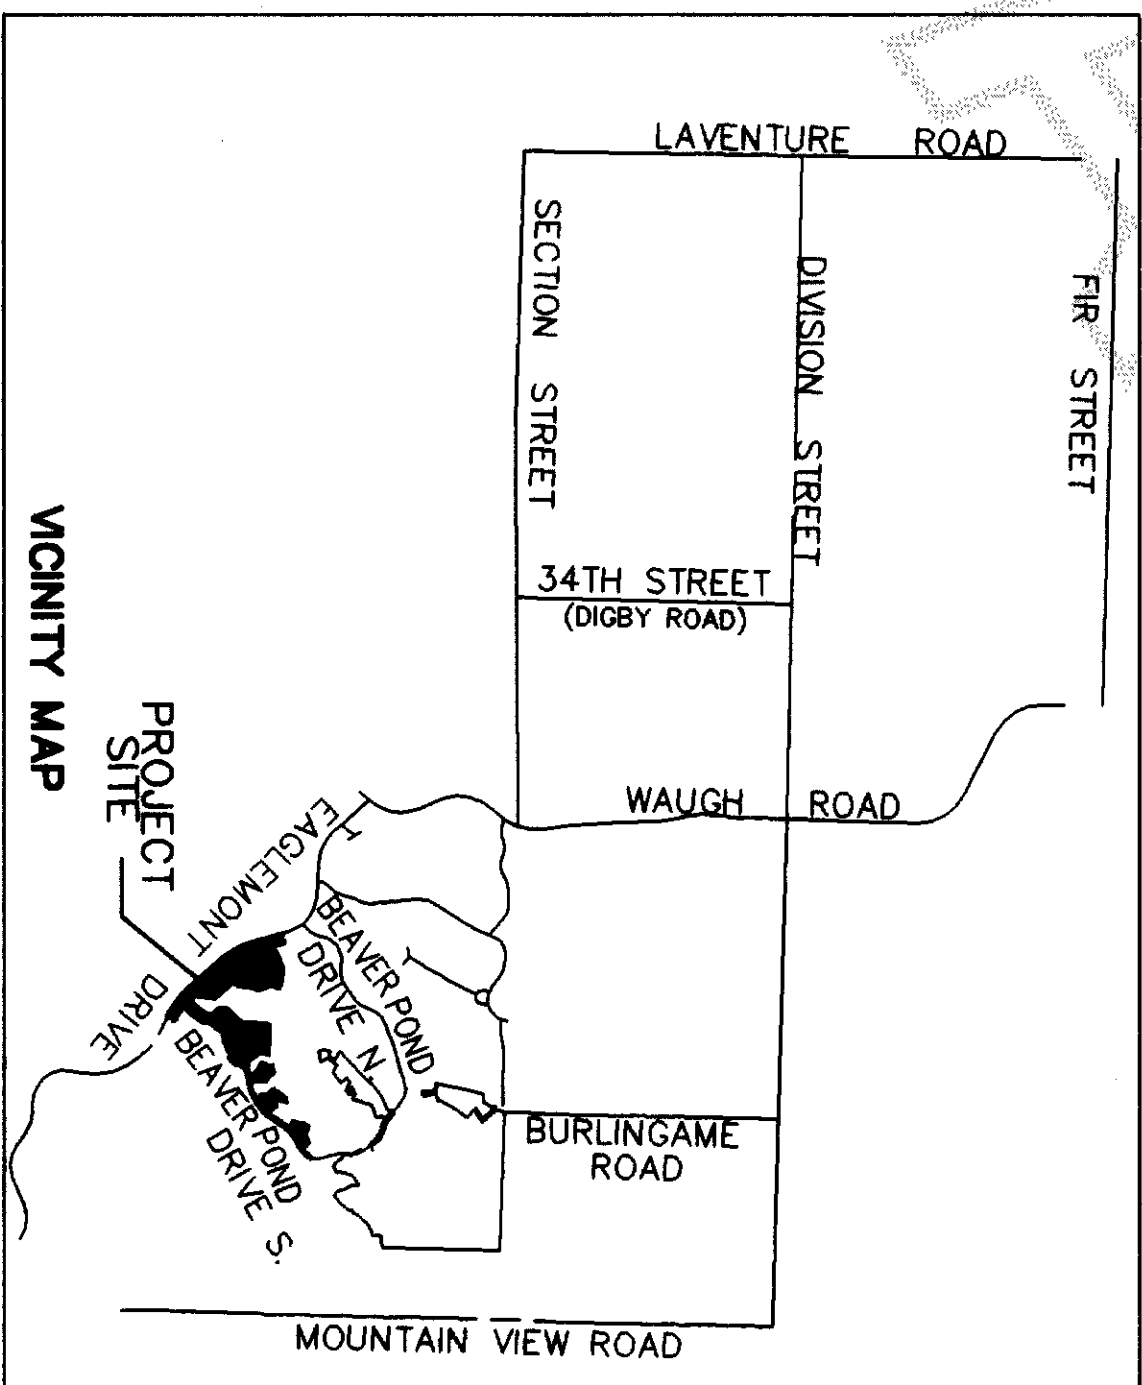 LAVENTURE ROAD
FIR STREET
DIVISION STREET
SECTION STREET
34TH STREET
(DIGBY ROAD)
WAUGH ROAD
EAGLEMONT
DRIVE
BEAVER POND
DRIVE N.
BEAVER POND
DRIVE S.
BURLINGAME
ROAD
MOUNTAIN VIEW ROAD
PROJECT
SITE
VICINITY MAP